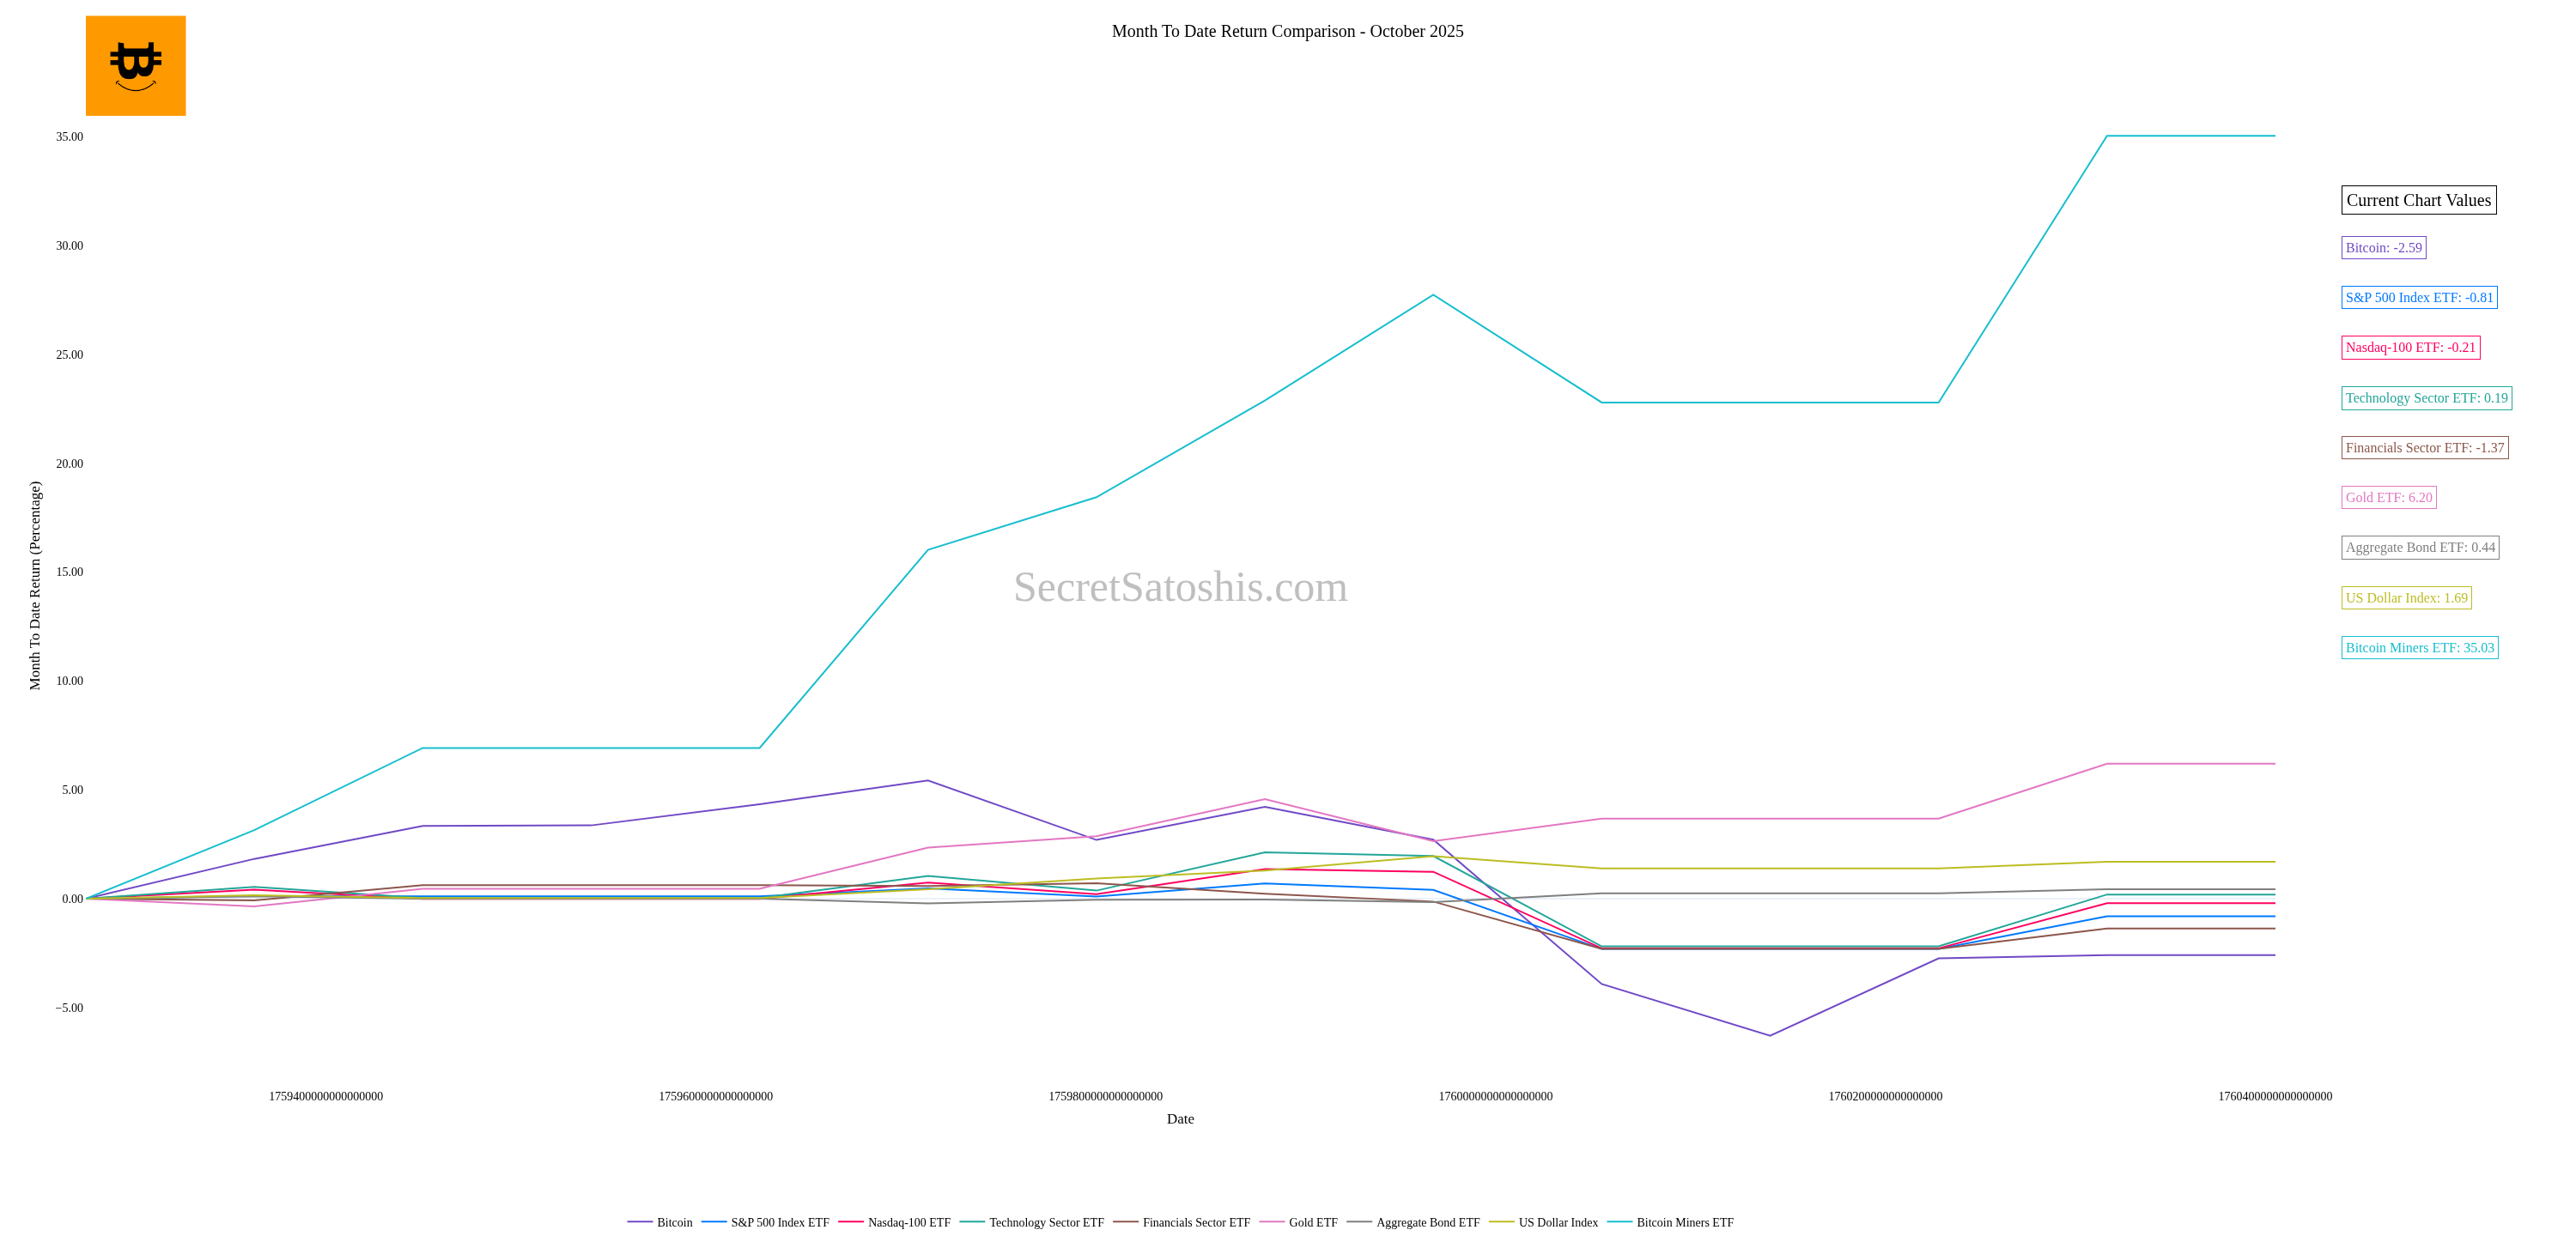 Month To Date Return Comparison - October 2025
35.00
30.00
25.00
20.00
15.00
10.00
5.00
0.00
−5.00
Month To Date Return (Percentage)
SecretSatoshis.com
Current Chart Values
Bitcoin: -2.59
S&P 500 Index ETF: -0.81
Nasdaq-100 ETF: -0.21
Technology Sector ETF: 0.19
Financials Sector ETF: -1.37
Gold ETF: 6.20
Aggregate Bond ETF: 0.44
US Dollar Index: 1.69
Bitcoin Miners ETF: 35.03
1759400000000000000 1759600000000000000 1759800000000000000 1760000000000000000 1760200000000000000 1760400000000000000
Date
Bitcoin S&P 500 Index ETF Nasdaq-100 ETF Technology Sector ETF Financials Sector ETF Gold ETF Aggregate Bond ETF US Dollar Index Bitcoin Miners ETF